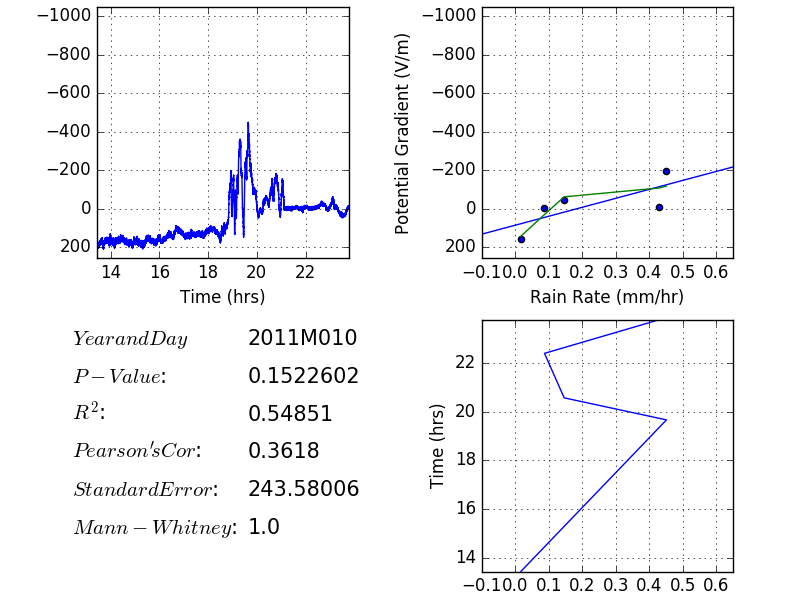 −1000
−800
−600
−400
−200
0
200
14 16 18 20 22
Time (hrs)
−1000
−800
−600
−400
−200
0
200
Potential Gradient (V/m)
−0.1 0.0 0.1 0.2 0.3 0.4 0.5 0.6
Rain Rate (mm/hr)
YearandDay 2011M010
P−Value: 0.1522602
R²: 0.54851
Pearson'sCor: 0.3618
StandardError: 243.58006
Mann−Whitney: 1.0
22
20
18
16
14
Time (hrs)
−0.1 0.0 0.1 0.2 0.3 0.4 0.5 0.6